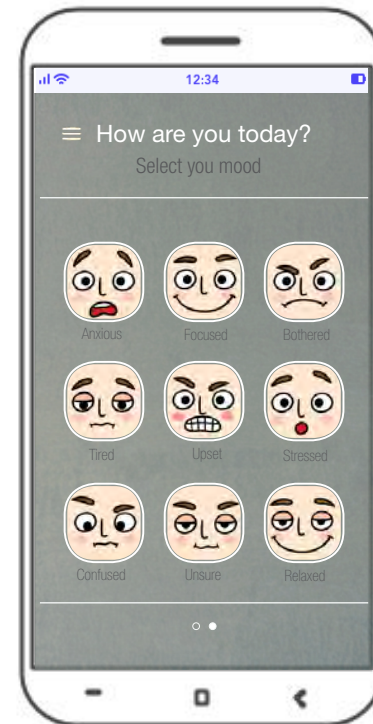 12:34
How are you today?
Select you mood
Anxious Focused Bothered
Tired Upset Stressed
Confused Unsure Relaxed